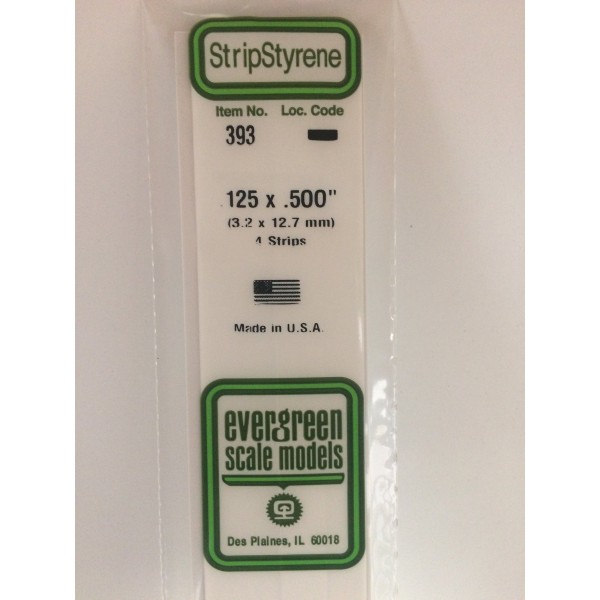 StripStyrene
Item No. Loc. Code
393
.125 x .500"
(3.2 x 12.7 mm)
4 Strips
Made in U.S.A.
evergreen
scale models
Des Plaines, IL 60018